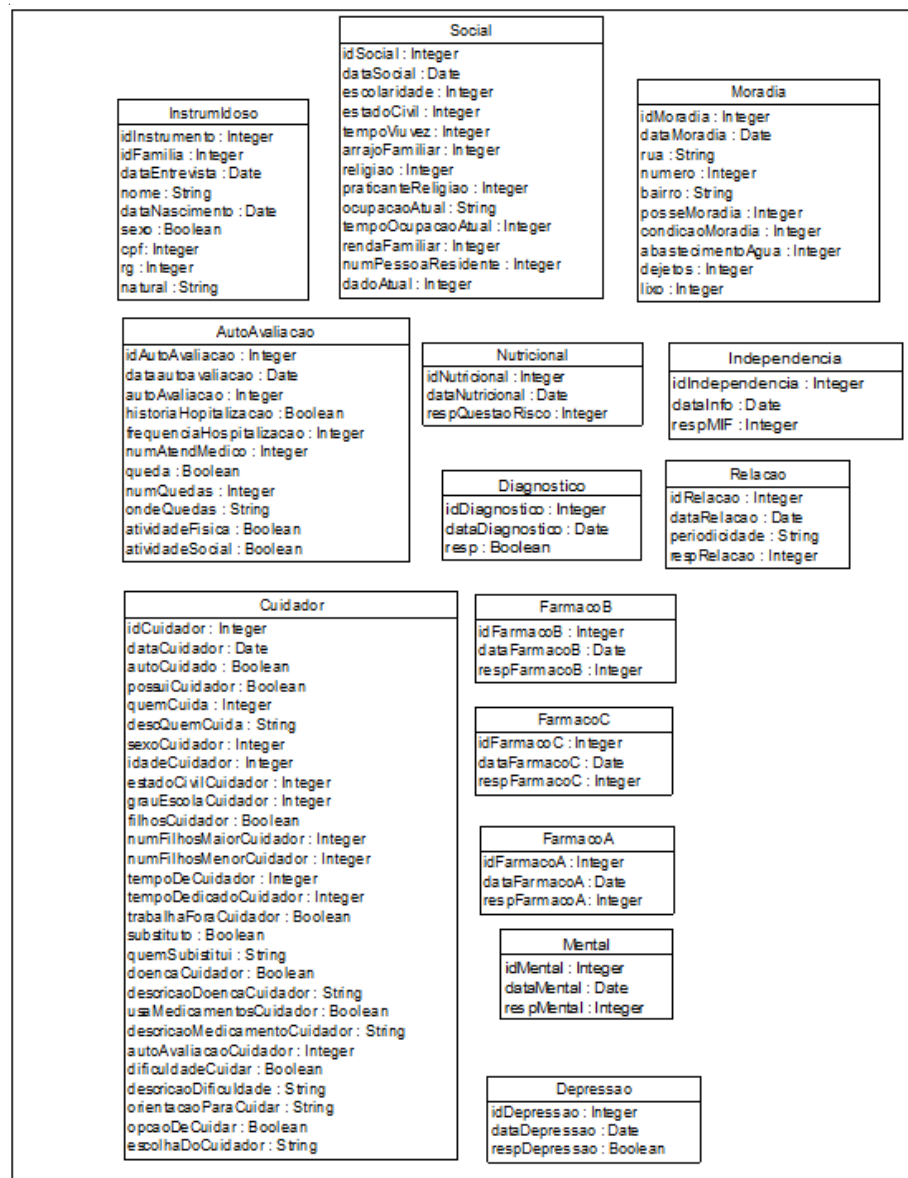 Social
idSocial : Integer
dataSocial : Date
escolaridade : Integer
estadoCivil : Integer
tempoViuvez : Integer
arrajoFamiliar : Integer
religiao : Integer
praticanteReligiao : Integer
ocupacaoAtual : String
tempoOcupacaoAtual : Integer
rendaFamiliar : Integer
numPessoaResidente : Integer
dadoAtual : Integer
InstrumIdoso
idInstrumento : Integer
idFamilia : Integer
dataEntrevista : Date
nome : String
dataNascimento : Date
sexo : Boolean
cpf : Integer
rg : Integer
natural : String
Moradia
idMoradia : Integer
dataMoradia : Date
rua : String
numero : Integer
bairro : String
posseMoradia : Integer
condicaoMoradia : Integer
abastecimentoAgua : Integer
dejetos : Integer
lixo : Integer
AutoAvaliacao
idAutoAvaliacao : Integer
dataautoavaliacao : Date
autoAvaliacao : Integer
historiaHopitalizacao : Boolean
frequenciaHospitalizacao : Integer
numAtendMedico : Integer
queda : Boolean
numQuedas : Integer
ondeQuedas : String
atividadeFisica : Boolean
atividadeSocial : Boolean
Nutricional
idNutricional : Integer
dataNutricional : Date
respQuestaoRisco : Integer
Independencia
idIndependencia : Integer
dataInfo : Date
respMIF : Integer
Diagnostico
idDiagnostico : Integer
dataDiagnostico : Date
resp : Boolean
Relacao
idRelacao : Integer
dataRelacao : Date
periodicidade : String
respRelacao : Integer
Cuidador
idCuidador : Integer
dataCuidador : Date
autoCuidado : Boolean
possuiCuidador : Boolean
quemCuida : Integer
descQuemCuida : String
sexoCuidador : Integer
idadeCuidador : Integer
estadoCivilCuidador : Integer
grauEscolaCuidador : Integer
filhosCuidador : Boolean
numFilhosMaiorCuidador : Integer
numFilhosMenorCuidador : Integer
tempoDeCuidador : Integer
tempoDedicadoCuidador : Integer
trabalhaForaCuidador : Boolean
substituto : Boolean
quemSubistitui : String
doencaCuidador : Boolean
descricaoDoencaCuidador : String
usaMedicamentosCuidador : Boolean
descricaoMedicamentoCuidador : String
autoAvaliacaoCuidador : Integer
dificuldadeCuidar : Boolean
descricaoDificuldade : String
orientacaoParaCuidar : String
opcaoDeCuidar : Boolean
escolhaDoCuidador : String
FarmacoB
idFarmacoB : Integer
dataFarmacoB : Date
respFarmacoB : Integer
FarmacoC
idFarmacoC : Integer
dataFarmacoC : Date
respFarmacoC : Integer
FarmacoA
idFarmacoA : Integer
dataFarmacoA : Date
respFarmacoA : Integer
Mental
idMental : Integer
dataMental : Date
respMental : Integer
Depressao
idDepressao : Integer
dataDepressao : Date
respDepressao : Boolean